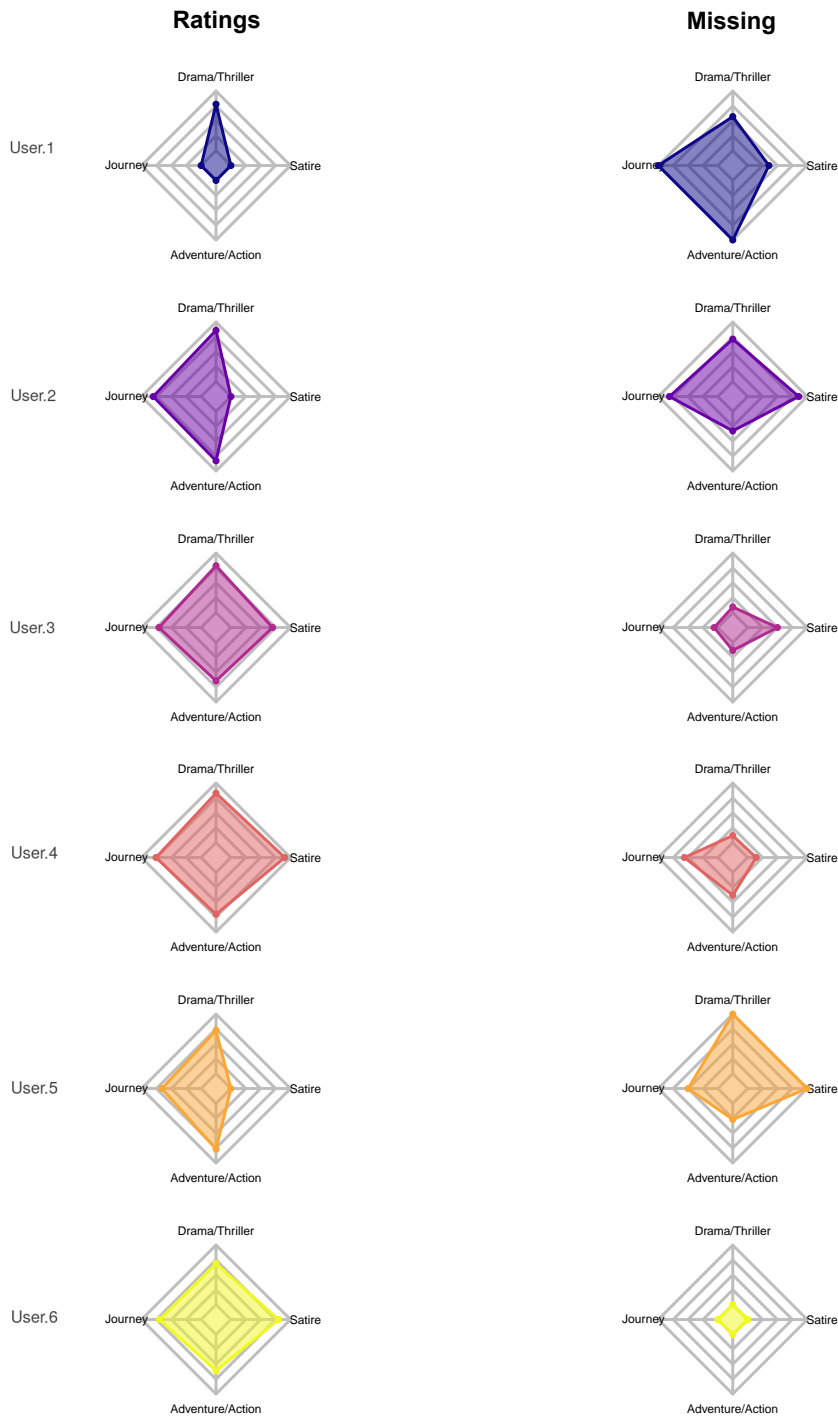 Ratings Missing
Drama/Thriller Drama/Thriller
User.1 Journey Satire Journey Satire
Adventure/Action Adventure/Action
Drama/Thriller Drama/Thriller
User.2 Journey Satire Journey Satire
Adventure/Action Adventure/Action
Drama/Thriller Drama/Thriller
User.3 Journey Satire Journey Satire
Adventure/Action Adventure/Action
Drama/Thriller Drama/Thriller
User.4 Journey Satire Journey Satire
Adventure/Action Adventure/Action
Drama/Thriller Drama/Thriller
User.5 Journey Satire Journey Satire
Adventure/Action Adventure/Action
Drama/Thriller Drama/Thriller
User.6 Journey Satire Journey Satire
Adventure/Action Adventure/Action